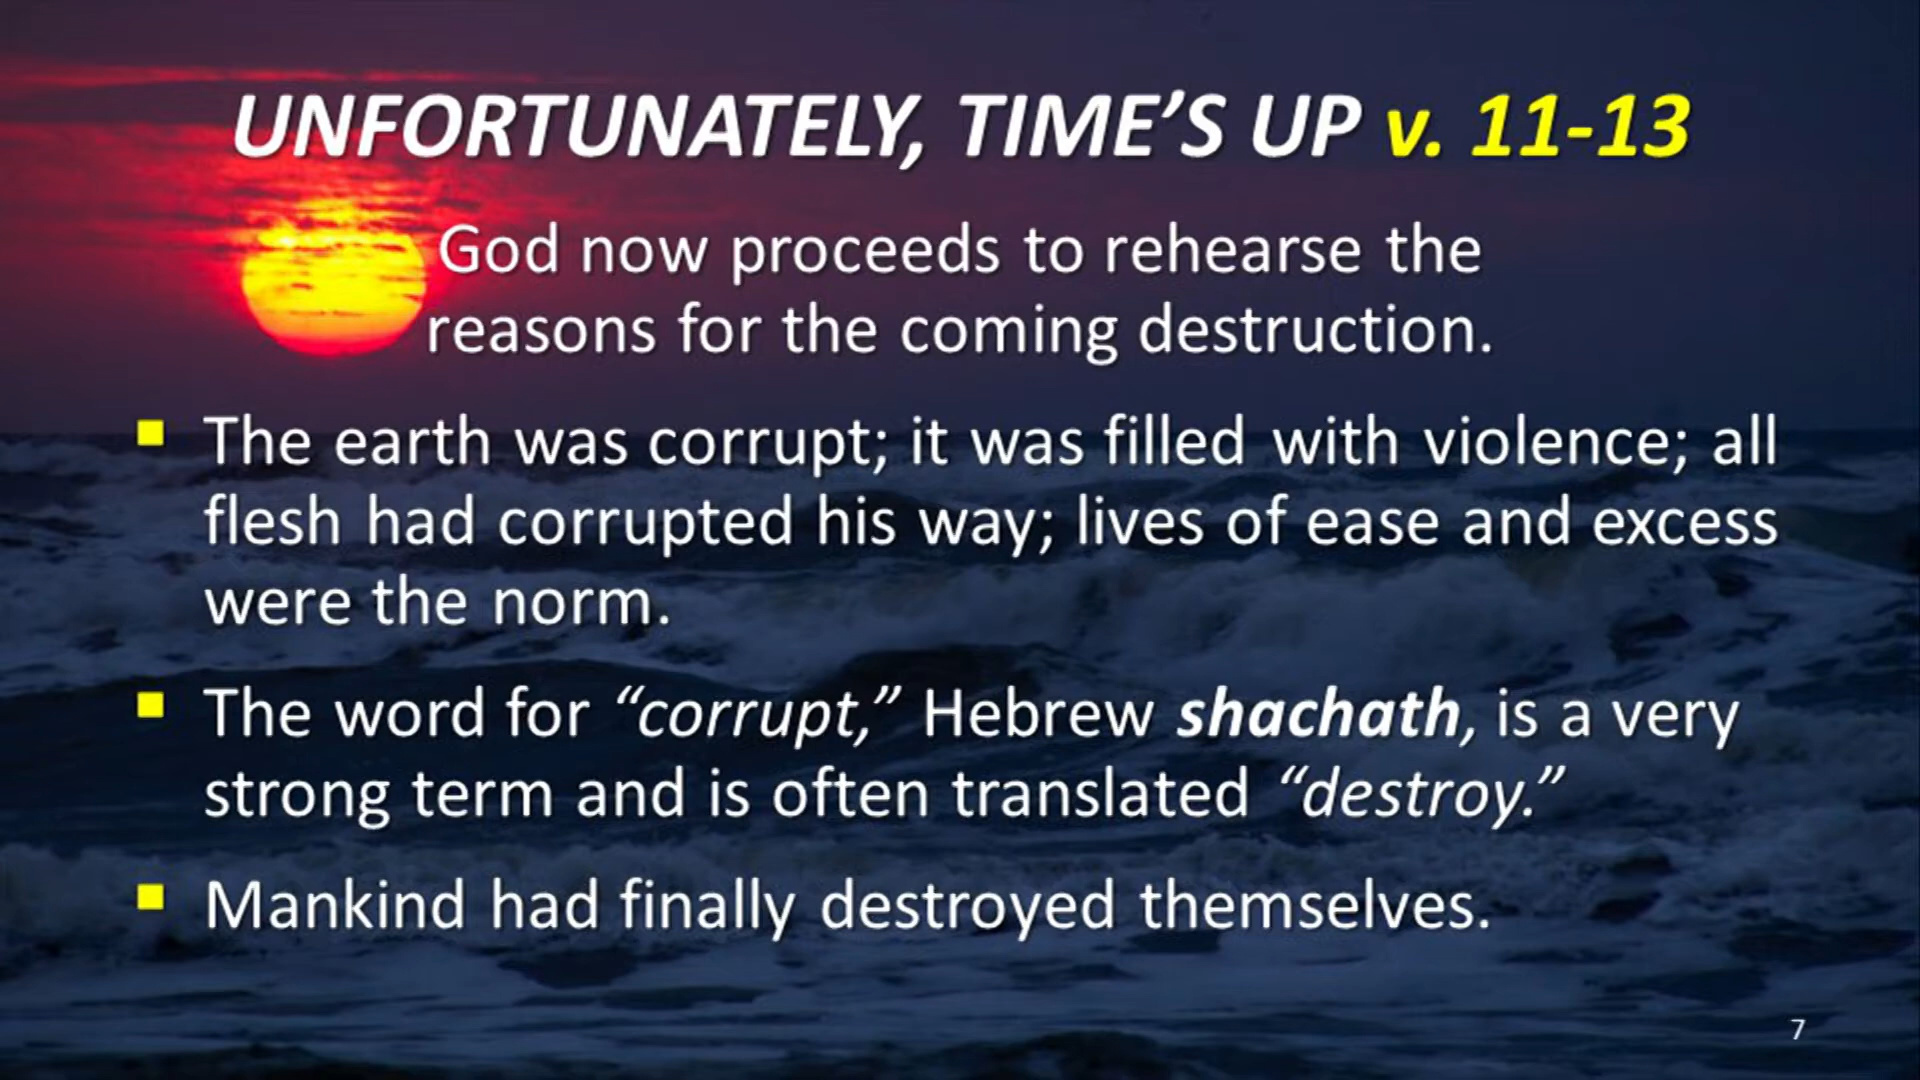 UNFORTUNATELY, TIME’S UP v. 11-13
God now proceeds to rehearse the
reasons for the coming destruction.
▪ The earth was corrupt; it was filled with violence; all
flesh had corrupted his way; lives of ease and excess
were the norm.
▪ The word for “corrupt,” Hebrew shachath, is a very
strong term and is often translated “destroy.”
▪ Mankind had finally destroyed themselves.
7